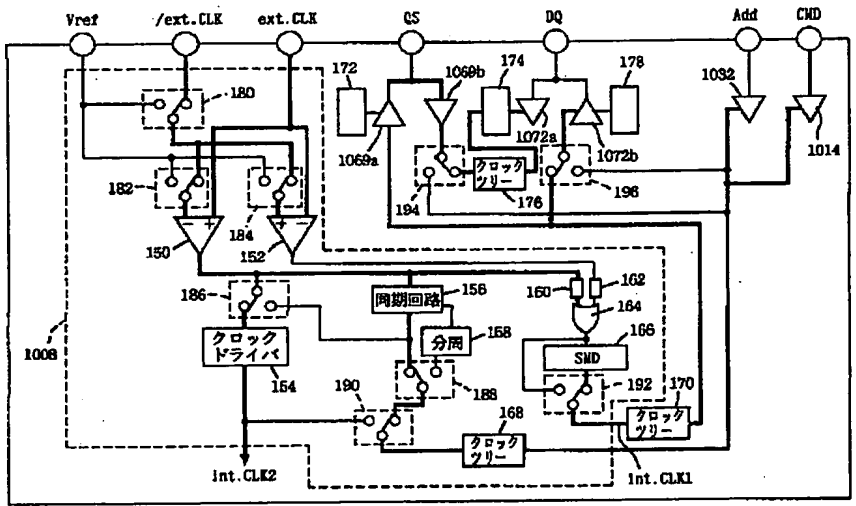 Vref
/ext.CLK
ext.CLK
QS
DQ
Add
CMD
180
172
1069b
174
178
1032
1069a
1072a
1072b
1014
182
184
194
クロック
ツリー
176
196
150
152
- +
+ -
186
同期回路
156
160
162
164
1008
クロック
ドライバ
154
分周
158
166
SMD
188
190
192
168
クロック
ツリー
170
クロック
ツリー
int.CLK2
int.CLK1